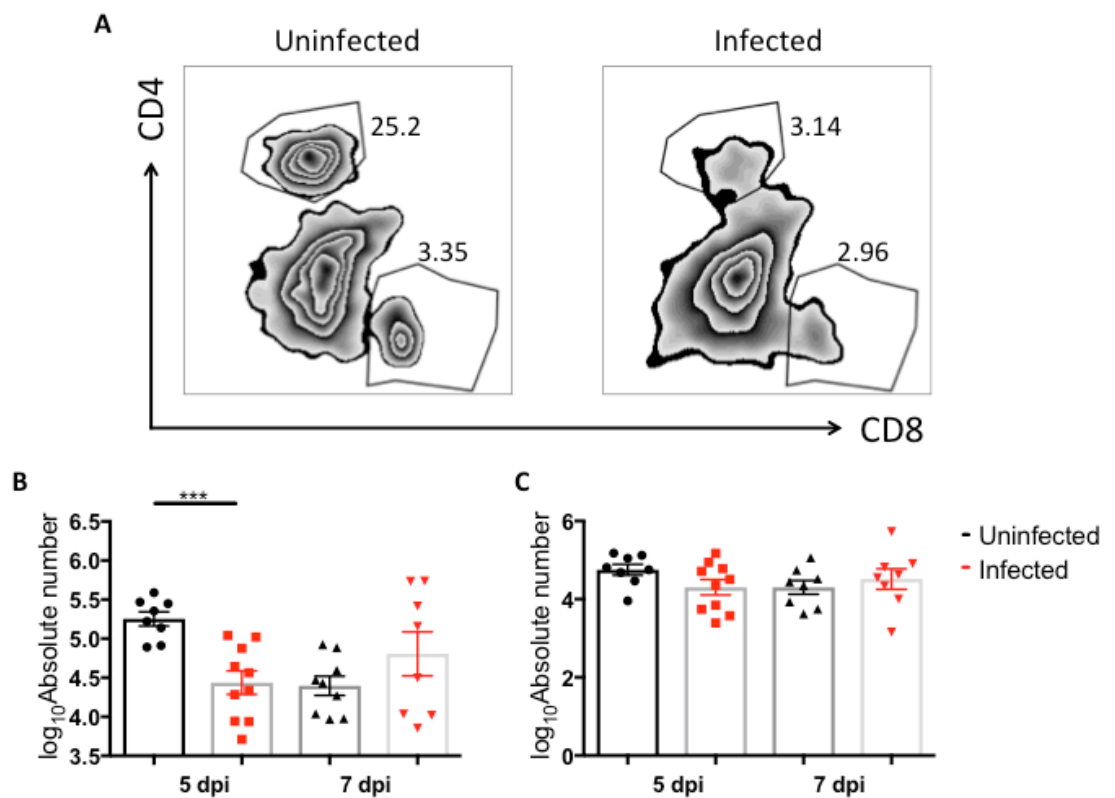 A
Uninfected
Infected
CD4
25.2
3.14
3.35
2.96
CD8
B
***
log10Absolute number
6.5
6.0
5.5
5.0
4.5
4.0
3.5
5 dpi
7 dpi
C
log10Absolute number
6
4
2
0
5 dpi
7 dpi
Uninfected
Infected